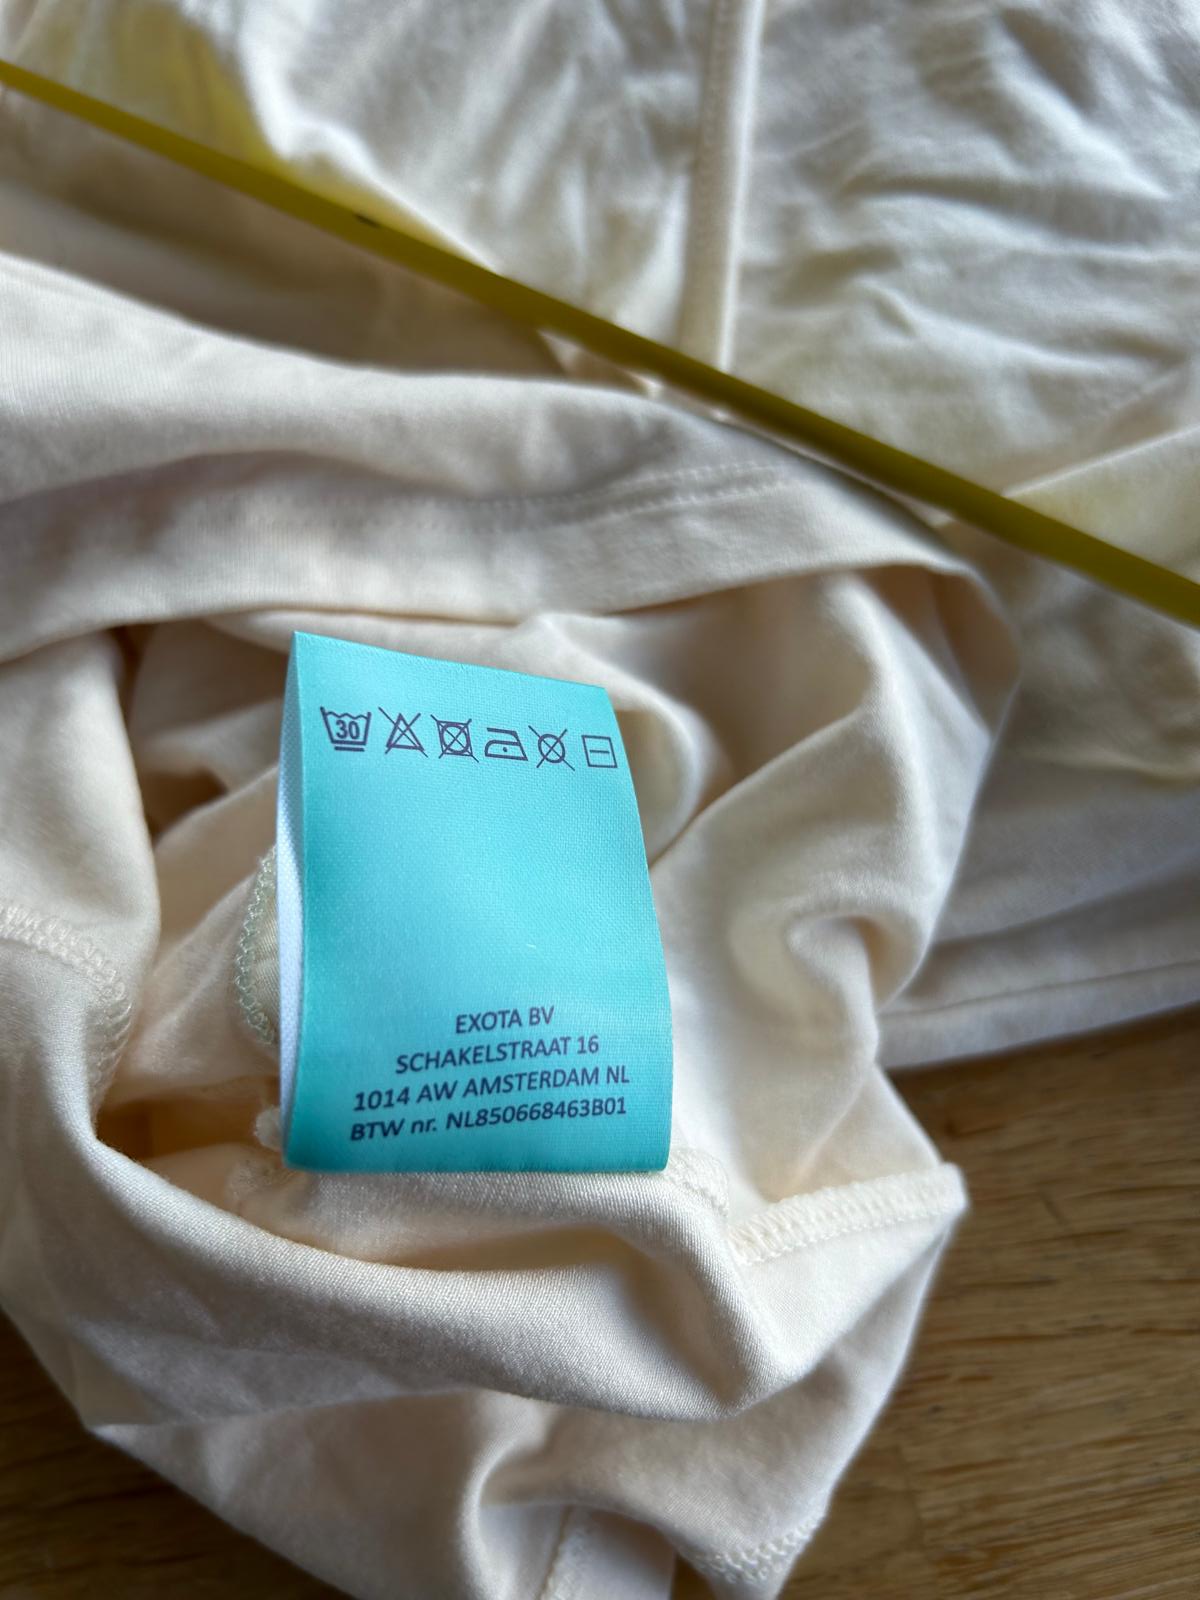 30
EXOTA BV
SCHAKELSTRAAT 16
1014 AW AMSTERDAM NL
BTW nr. NL850668463B01